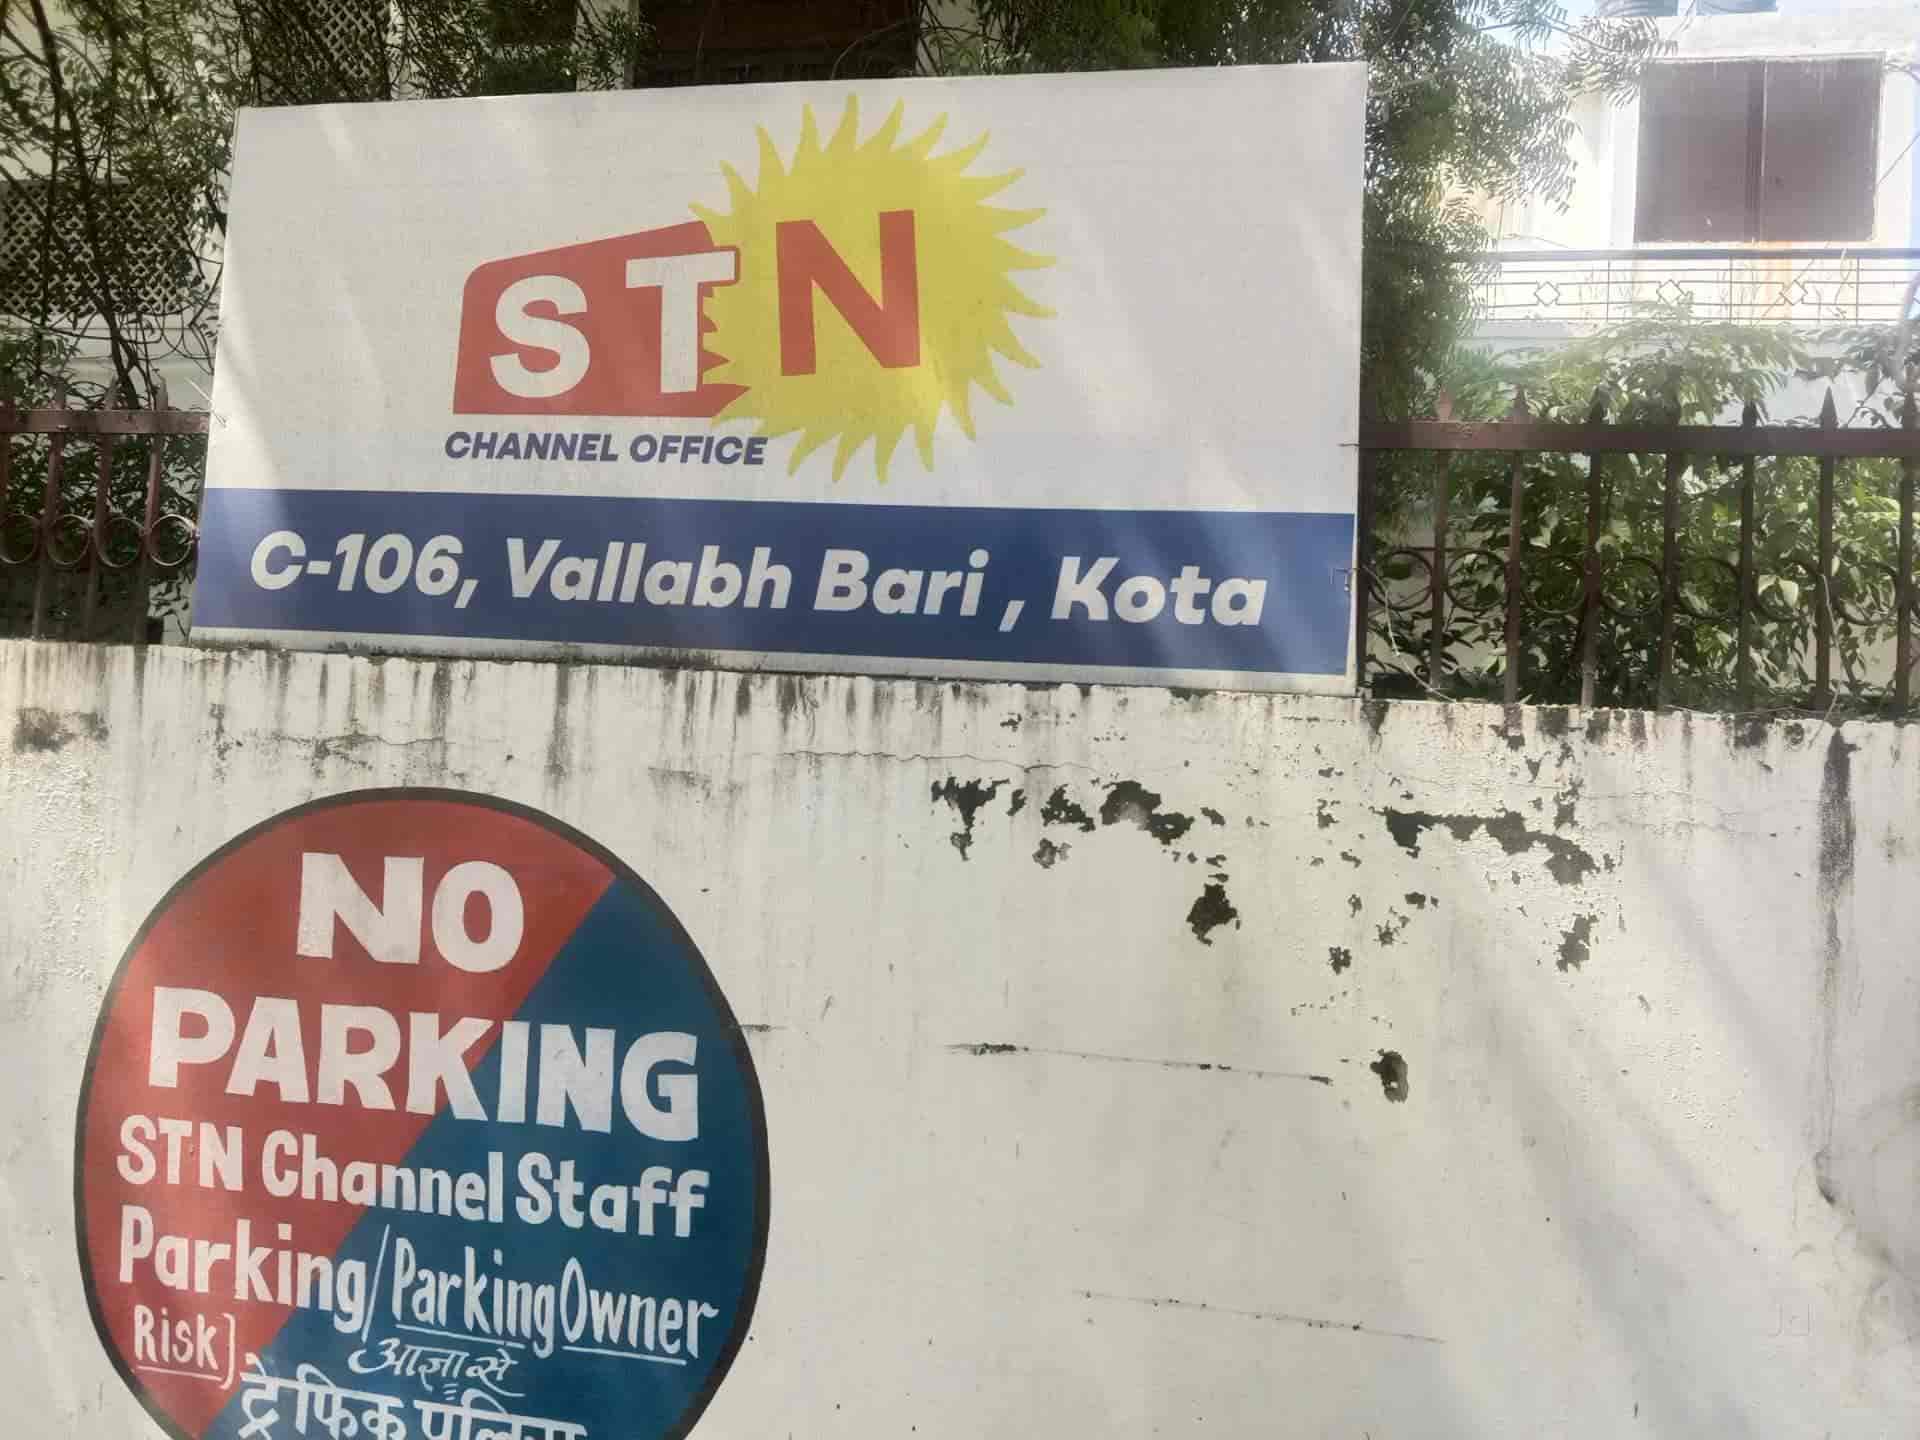 STN
CHANNEL OFFICE
C-106, Vallabh Bari , Kota
NO
PARKING
STN Channel Staff
Parking/Parking Owner
Risk]
आज्ञा से
ट्रेफिक पुलिस